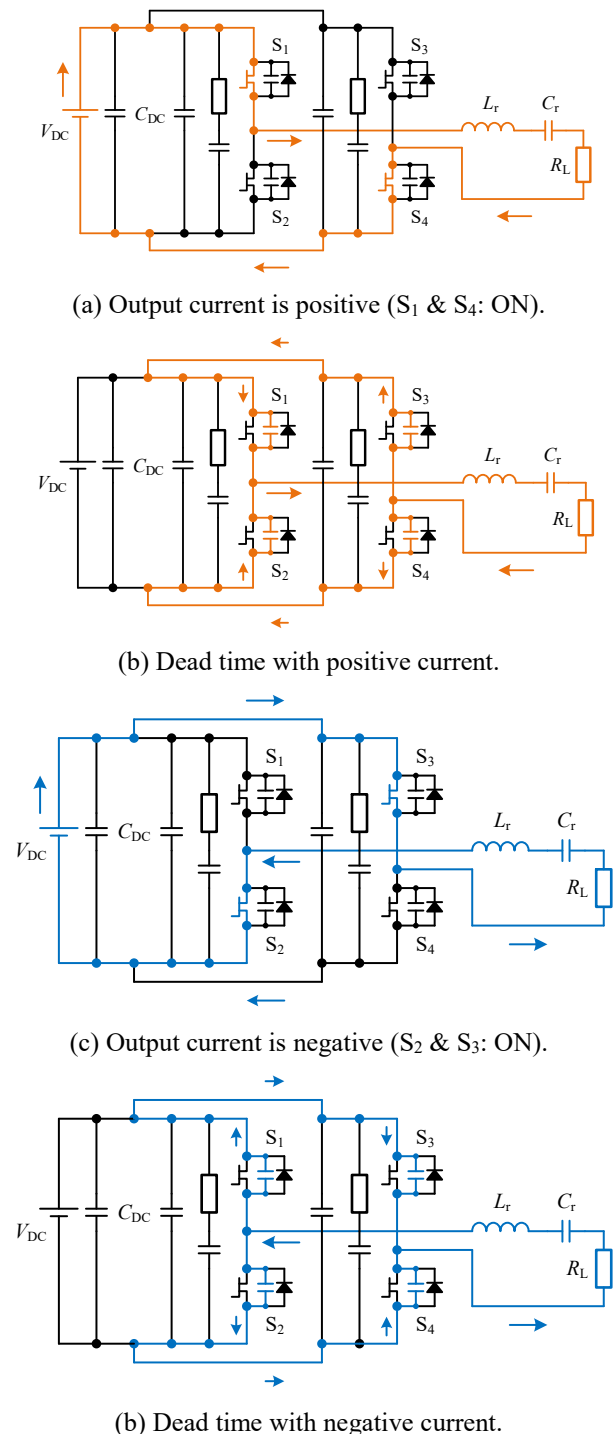 S1
S3
VDC
CDC
Lr
Cr
RL
S2
S4
(a) Output current is positive (S1 & S4: ON).
S1
S3
VDC
CDC
Lr
Cr
RL
S2
S4
(b) Dead time with positive current.
S1
S3
VDC
CDC
Lr
Cr
RL
S2
S4
(c) Output current is negative (S2 & S3: ON).
S1
S3
VDC
CDC
Lr
Cr
RL
S2
S4
(b) Dead time with negative current.